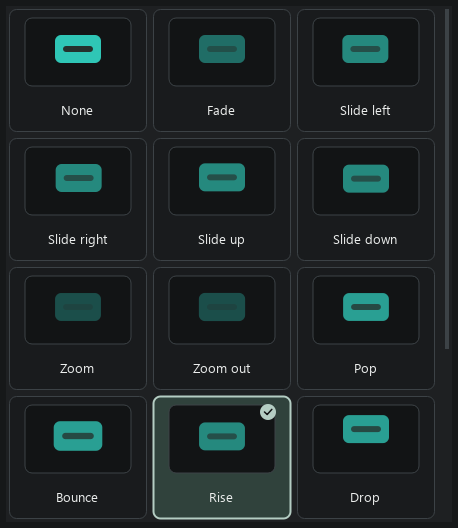 None
Fade
Slide left
Slide right
Slide up
Slide down
Zoom
Zoom out
Pop
Bounce
Rise
Drop